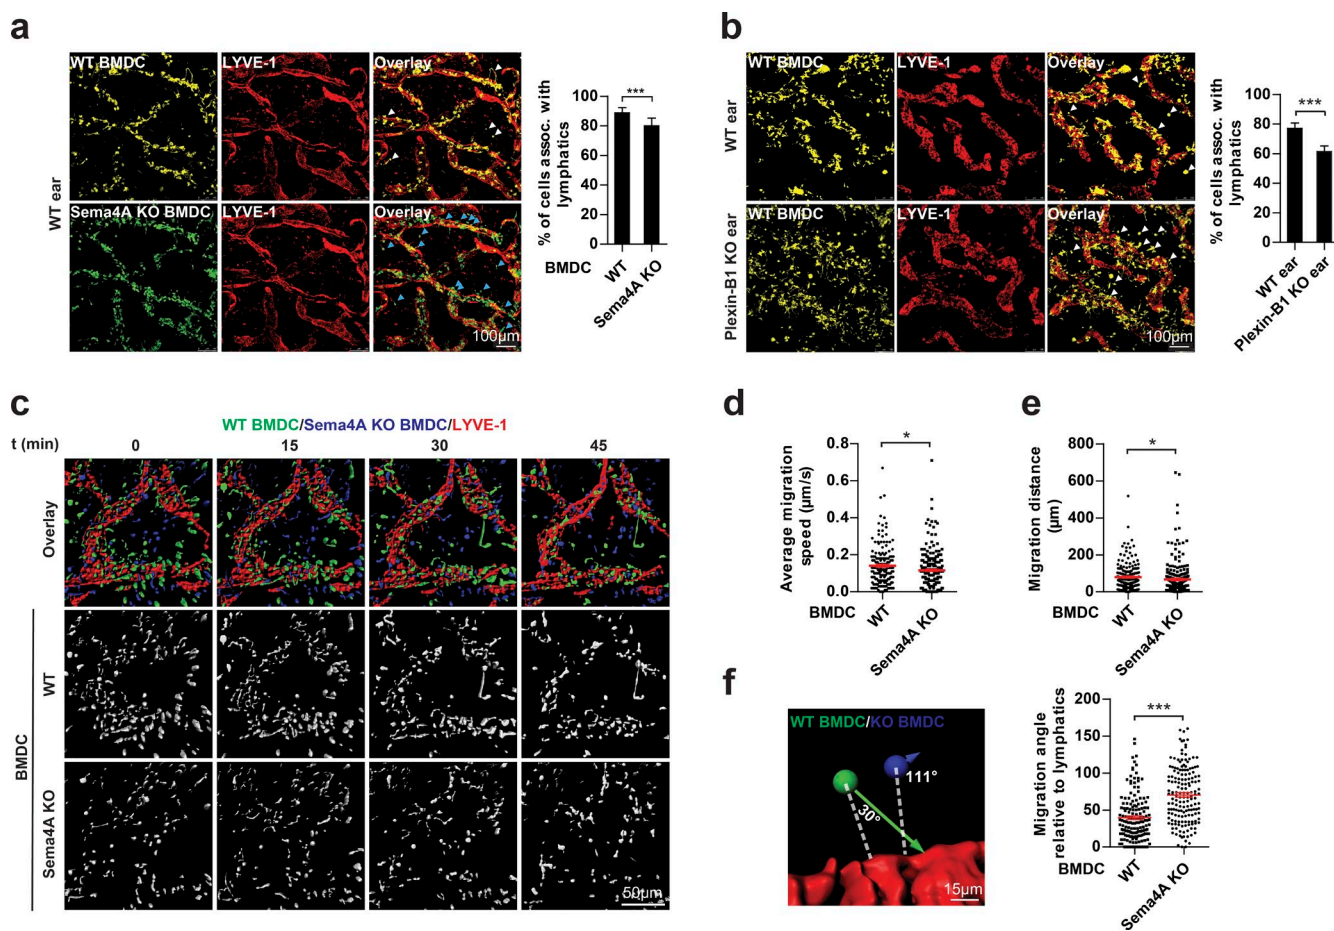 a
WT ear
WT BMDC
LYVE-1
Overlay
Sema4A KO BMDC
LYVE-1
Overlay
100µm
% of cells assoc. with
lymphatics
100
80
60
40
20
0
***
BMDC
WT
Sema4A KO
b
WT ear
WT BMDC
LYVE-1
Overlay
Plexin-B1 KO ear
WT BMDC
LYVE-1
Overlay
100µm
% of cells assoc. with
lymphatics
100
80
60
40
20
0
***
WT ear
Plexin-B1 KO ear
c
WT BMDC/Sema4A KO BMDC/LYVE-1
t (min)
0
15
30
45
Overlay
BMDC
WT
Sema4A KO
50µm
d
Average migration
speed (µm/s)
0.8
0.6
0.4
0.2
0.0
*
BMDC
WT
Sema4A KO
e
Migration distance
(µm)
800
600
400
200
0
*
BMDC
WT
Sema4A KO
f
WT BMDC/KO BMDC
111°
30°
15µm
Migration angle
relative to lymphatics
200
150
100
50
0
***
BMDC
WT
Sema4A KO